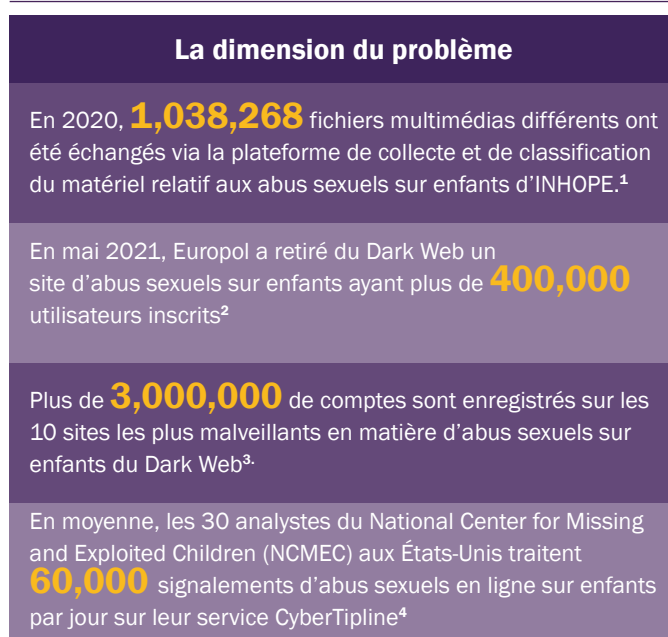 La dimension du problème
En 2020, 1,038,268 fichiers multimédias différents ont
été échangés via la plateforme de collecte et de classification
du matériel relatif aux abus sexuels sur enfants d’INHOPE.¹
En mai 2021, Europol a retiré du Dark Web un
site d’abus sexuels sur enfants ayant plus de 400,000
utilisateurs inscrits²
Plus de 3,000,000 de comptes sont enregistrés sur les
10 sites les plus malveillants en matière d’abus sexuels sur
enfants du Dark Web³.
En moyenne, les 30 analystes du National Center for Missing
and Exploited Children (NCMEC) aux États-Unis traitent
60,000 signalements d’abus sexuels en ligne sur enfants
par jour sur leur service CyberTipline⁴